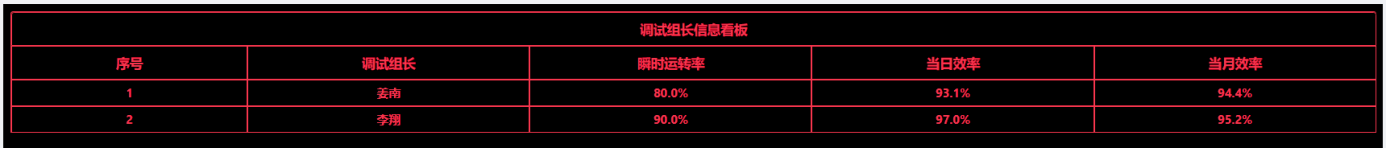 调试组长信息看板
序号 调试组长 瞬时运转率 当日效率 当月效率
1 姜南 80.0% 93.1% 94.4%
2 李翔 90.0% 97.0% 95.2%